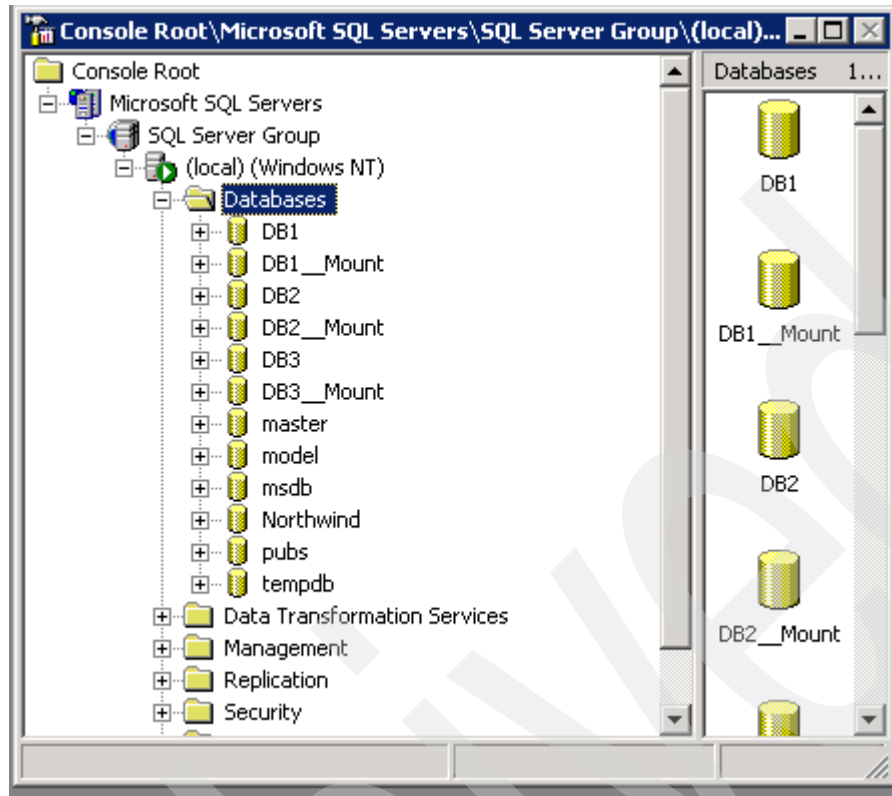 Console Root\Microsoft SQL Servers\SQL Server Group\(local)...
Console Root
Microsoft SQL Servers
SQL Server Group
(local) (Windows NT)
Databases
DB1
DB1__Mount
DB2
DB2__Mount
DB3
DB3__Mount
master
model
msdb
Northwind
pubs
tempdb
Data Transformation Services
Management
Replication
Security
Databases 1...
DB1
DB1__Mount
DB2
DB2__Mount